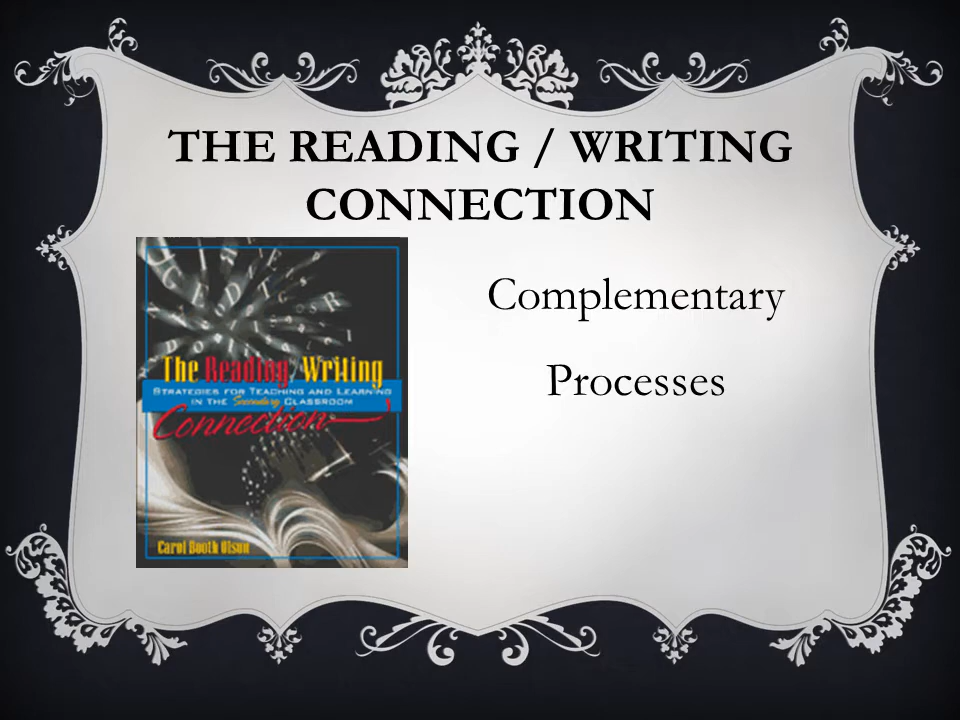 THE READING / WRITING
CONNECTION
Complementary
Processes
The Reading Writing
STRATEGIES FOR TEACHING AND LEARNING
IN THE Secondary CLASSROOM
Connection
Carol Booth Olson